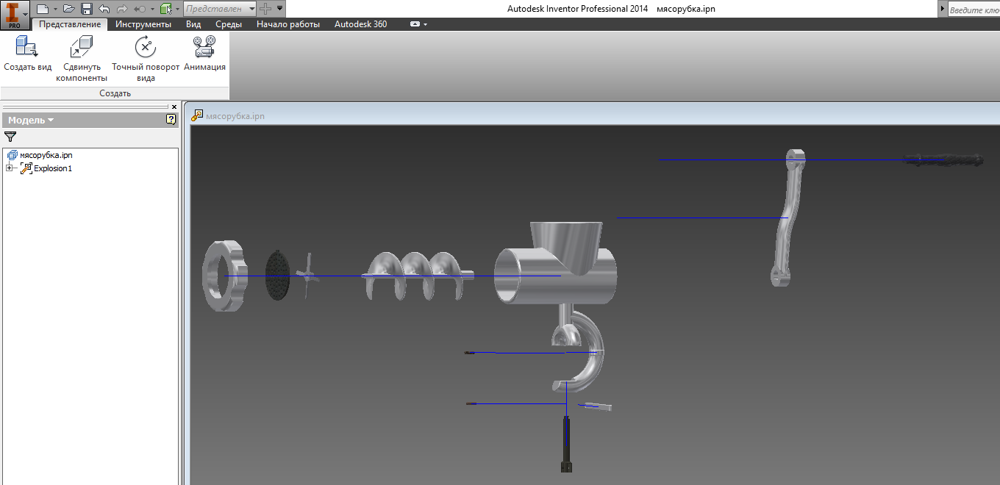 Представлен
Autodesk Inventor Professional 2014 мясорубка.ipn
Введите клю
PRO
Представление Инструменты Вид Среды Начало работы Autodesk 360
Создать вид
Сдвинуть компоненты
Точный поворот вида
Анимация
Создать
Модель
мясорубка.ipn
Explosion1
мясорубка.ipn